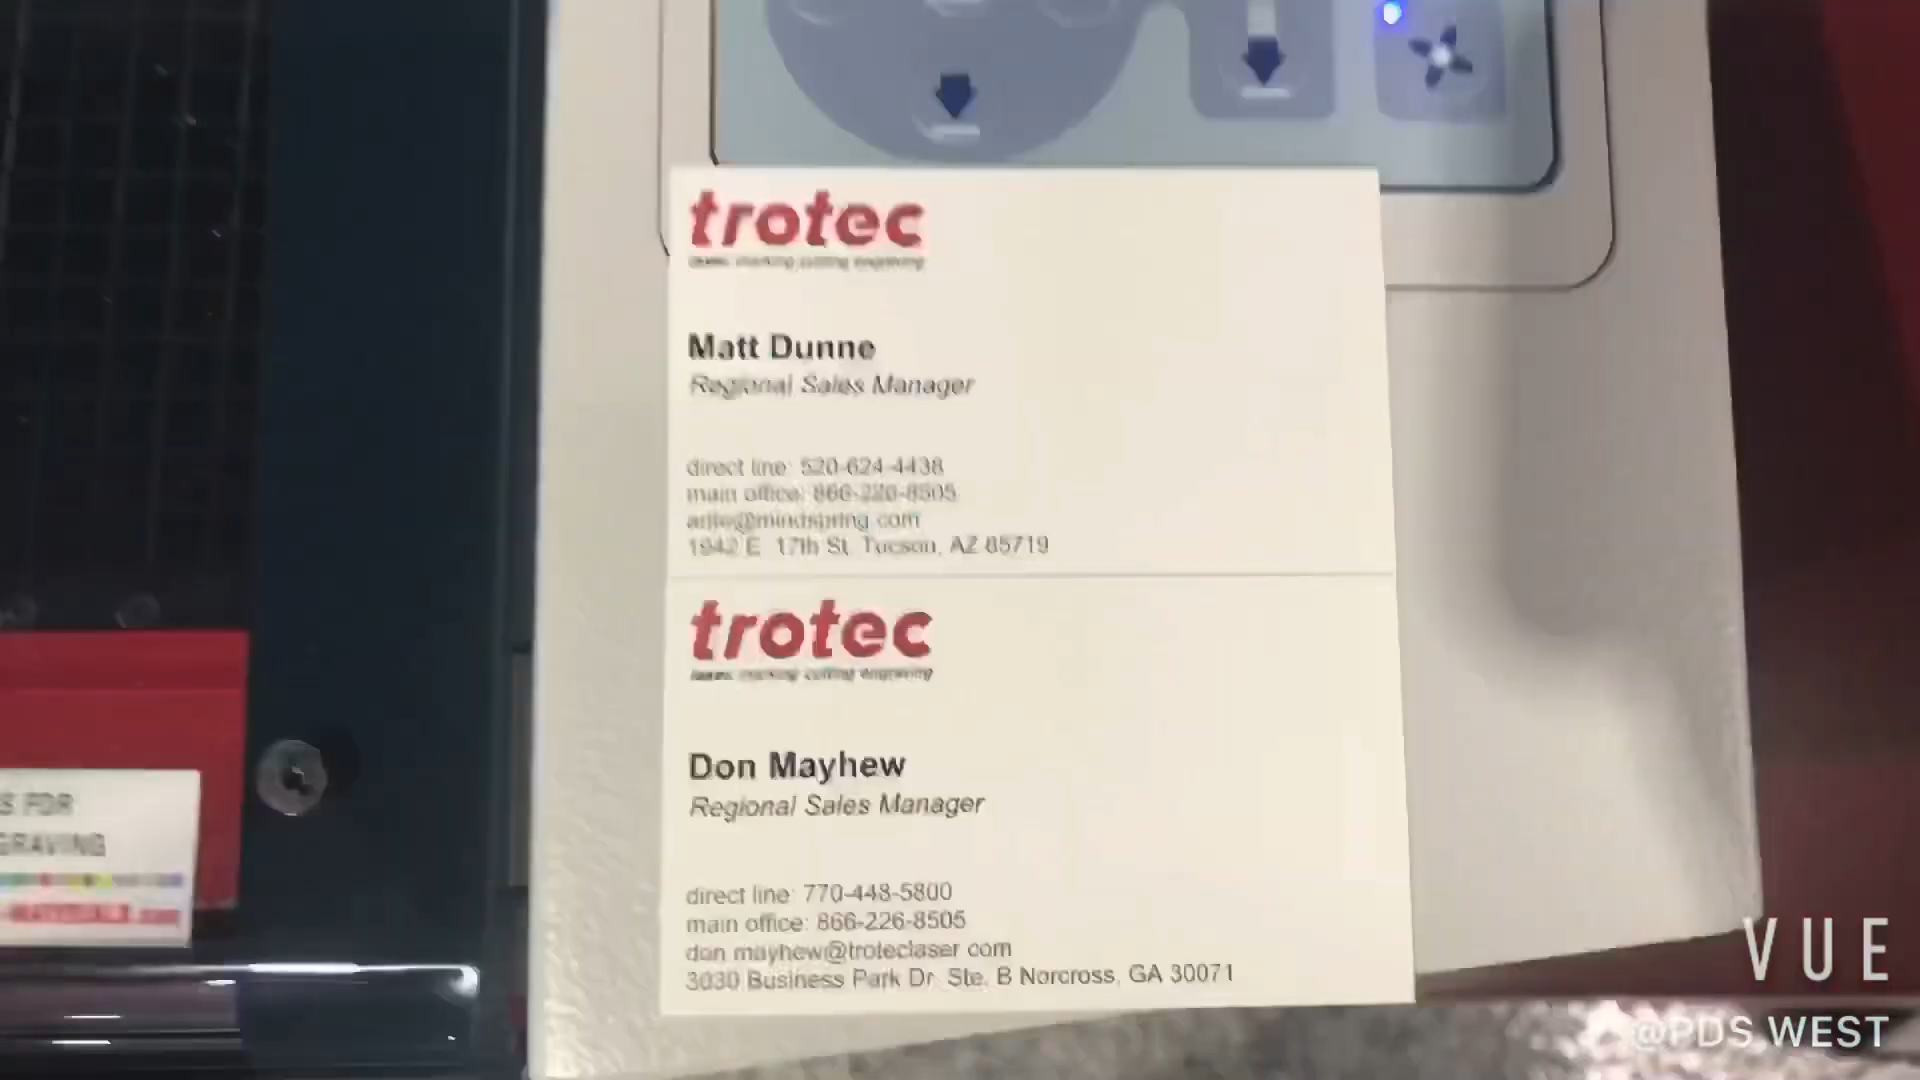 trotec
laser. marking cutting engraving
Matt Dunne
Regional Sales Manager
direct line: 520-624-4438
main office: 866-226-8505
@mindspring.com
1942 E. 17th St. Tucson, AZ 85719
trotec
laser. marking cutting engraving
Don Mayhew
Regional Sales Manager
direct line: 770-448-5800
main office: 866-226-8505
don.mayhew@troteclaser.com
3030 Business Park Dr. Ste. B Norcross, GA 30071
S FOR
GRAVING
VUE
@PDS WEST